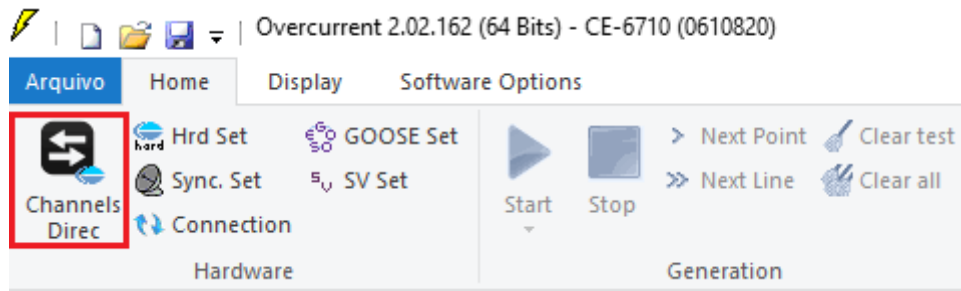 Overcurrent 2.02.162 (64 Bits) - CE-6710 (0610820)
Arquivo Home Display Software Options
Channels
Direc
hard Hrd Set
Sync. Set
Connection
GOOSE Set
SV Set
Hardware
Start
Stop
Next Point
Next Line
Clear test
Clear all
Generation